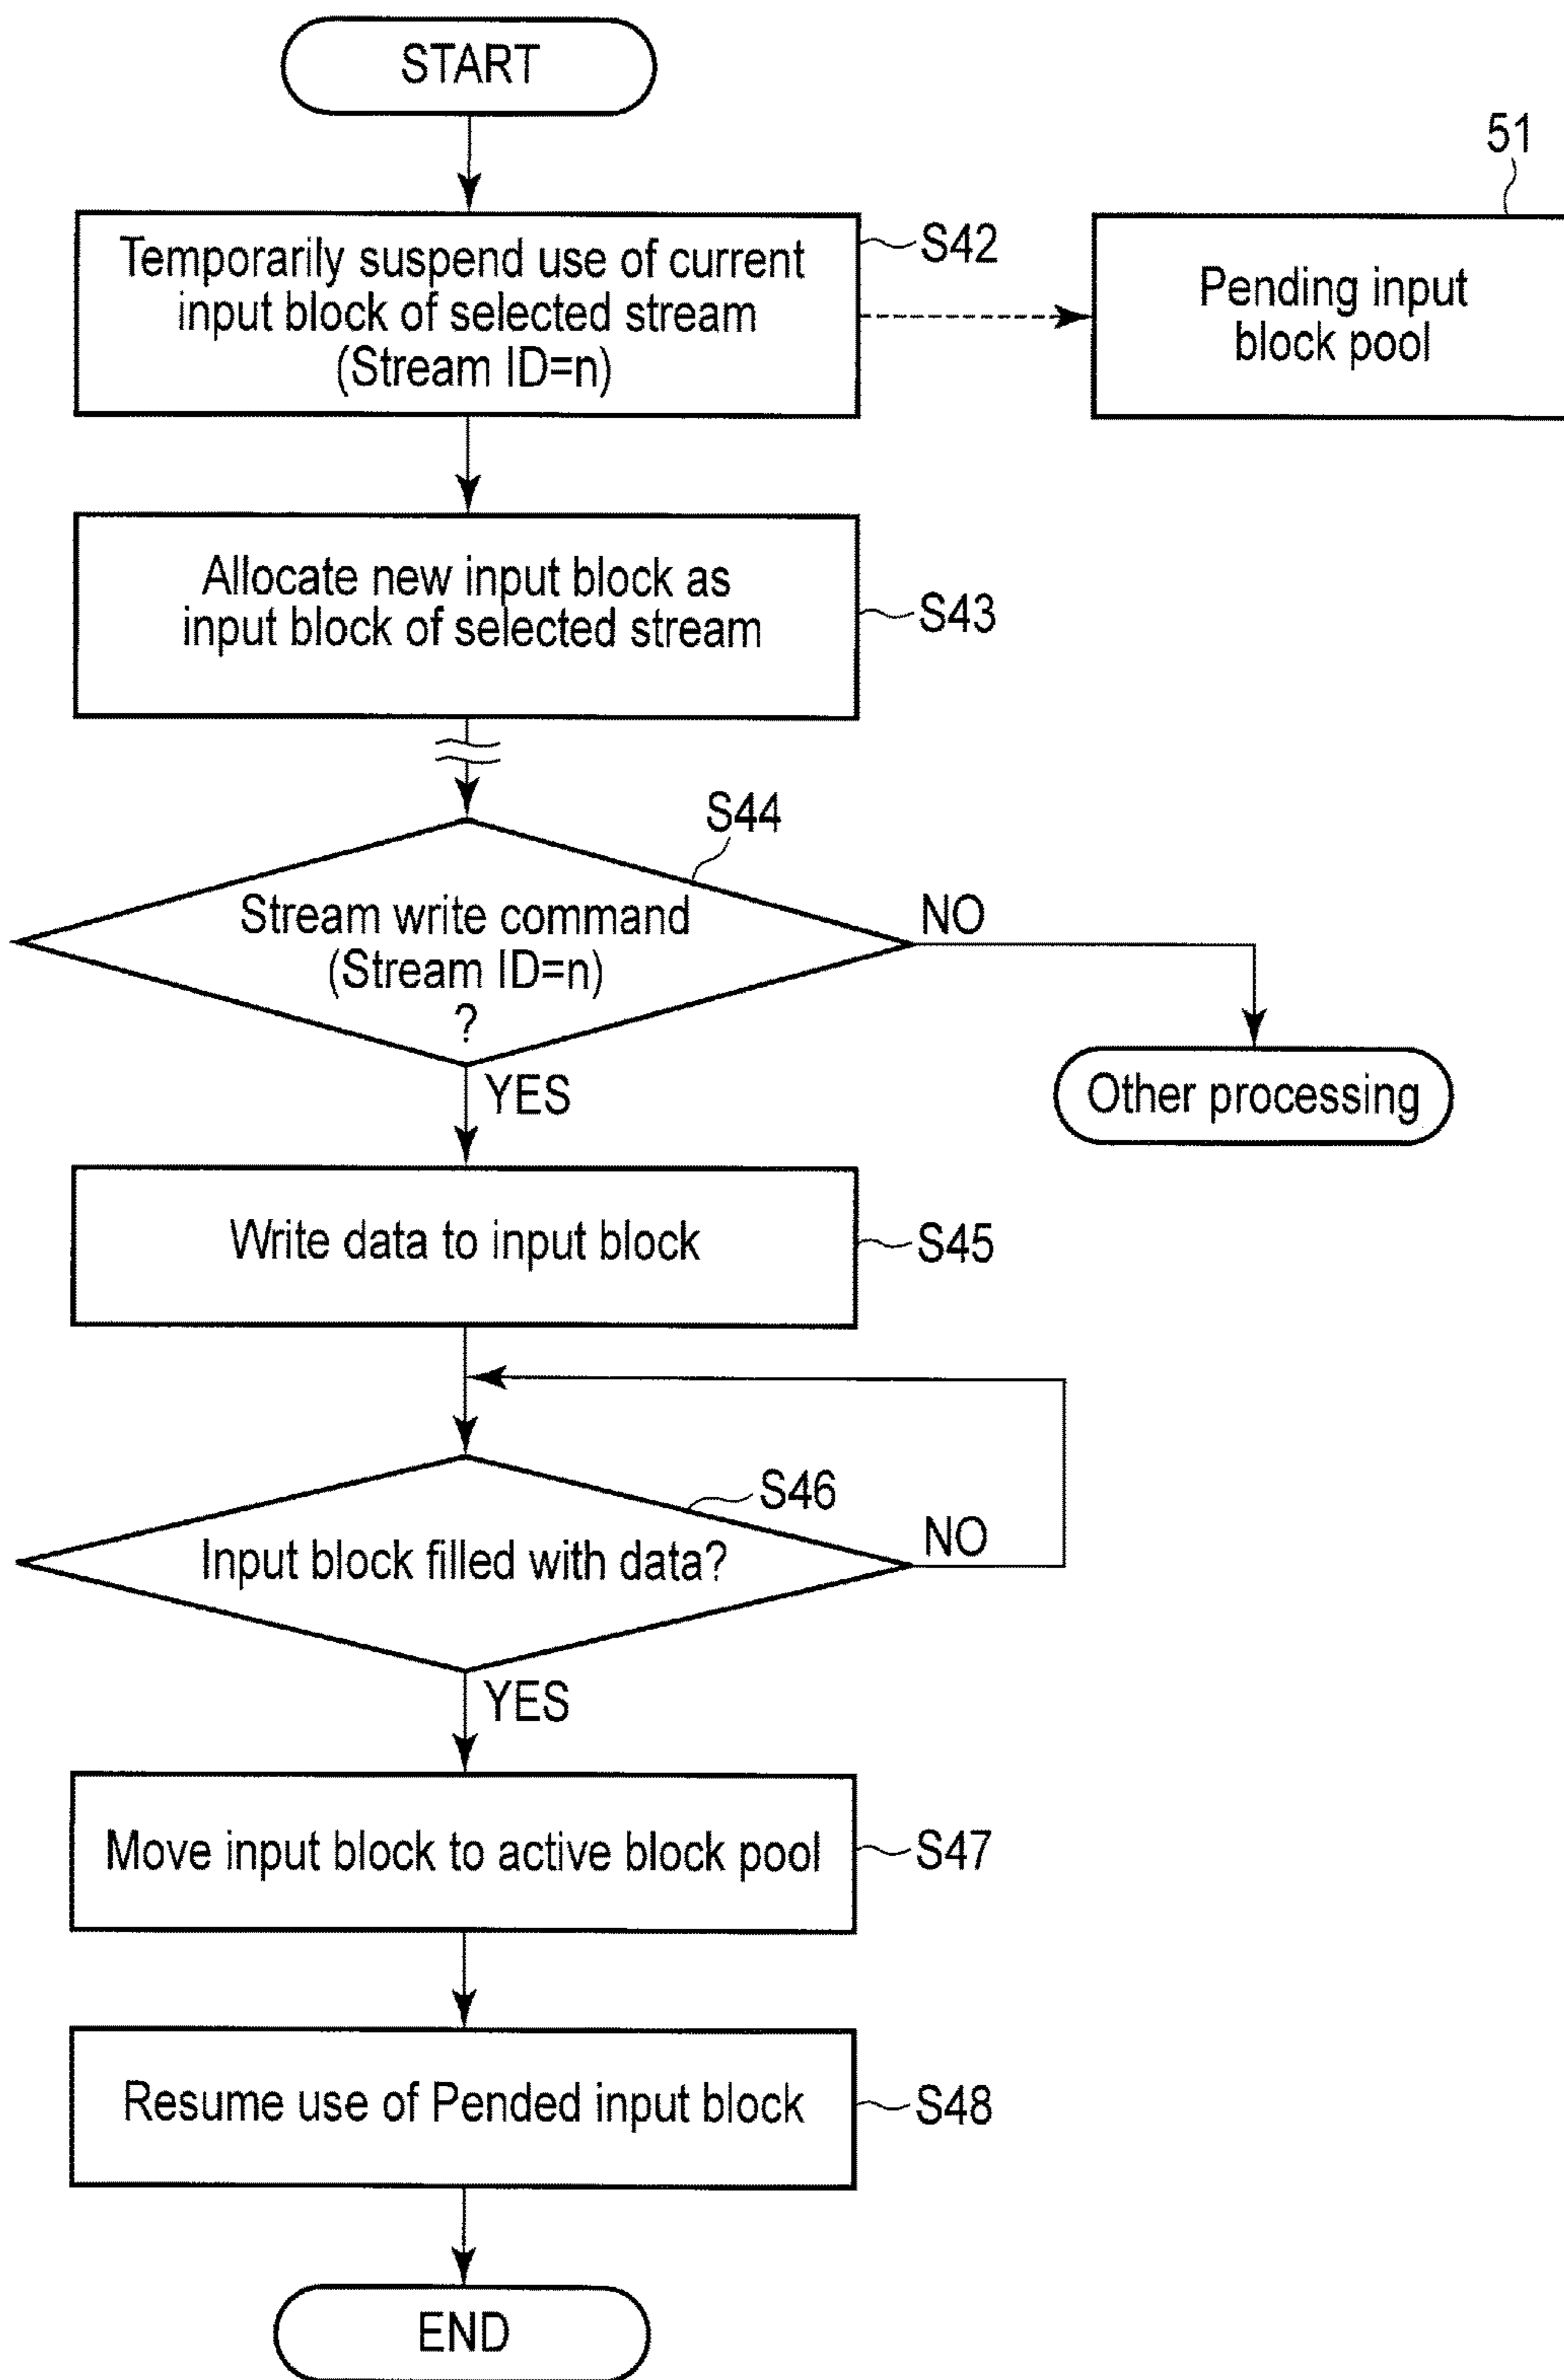 START
51
Temporarily suspend use of current
input block of selected stream
(Stream ID=n)
S42
Pending input
block pool
Allocate new input block as
input block of selected stream
S43
S44
Stream write command
(Stream ID=n)
?
NO
YES
Other processing
Write data to input block
S45
S46
Input block filled with data?
NO
YES
Move input block to active block pool
S47
Resume use of Pended input block
S48
END